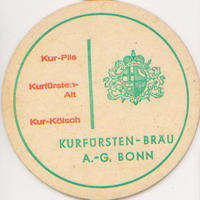 Kur-Pils
Kurfürsten-
Alt
Kur-Kölsch
KURFÜRSTEN-BRÄU
A.-G. BONN